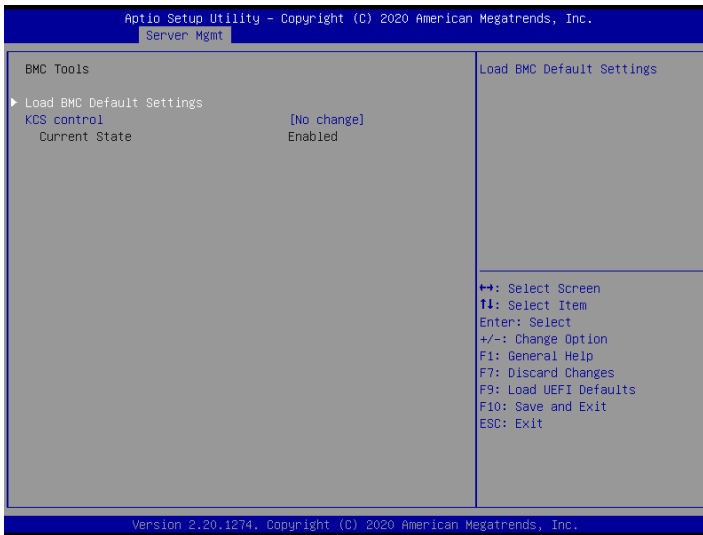 Aptio Setup Utility – Copyright (C) 2020 American Megatrends, Inc.
Server Mgmt
BMC Tools
Load BMC Default Settings
KCS control [No change]
Current State Enabled
Load BMC Default Settings
↔: Select Screen
↑↓: Select Item
Enter: Select
+/-: Change Option
F1: General Help
F7: Discard Changes
F9: Load UEFI Defaults
F10: Save and Exit
ESC: Exit
Version 2.20.1274. Copyright (C) 2020 American Megatrends, Inc.